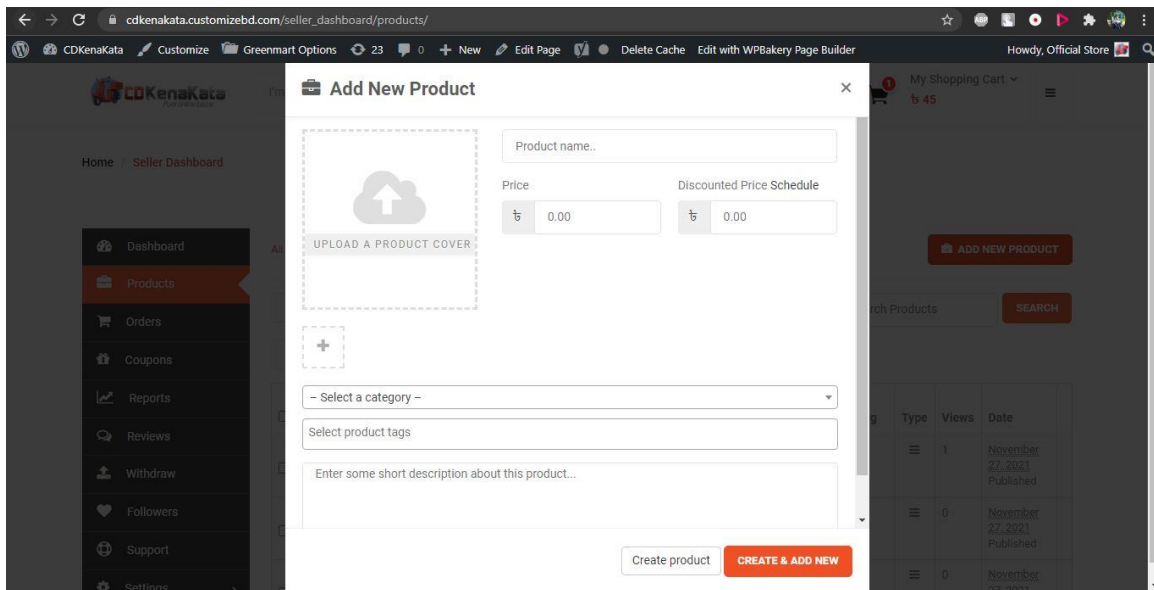 cdkenakata.customizebd.com/seller_dashboard/products/
CDKenaKata Customize Greenmart Options 23 0 + New Edit Page Delete Cache Edit with WPBakery Page Builder Howdy, Official Store
CDKenaKata
I'm
Add New Product ×
1
My Shopping Cart
৳ 45
Home / Seller Dashboard
Product name..
Price
Discounted Price Schedule
৳ 0.00
৳ 0.00
UPLOAD A PRODUCT COVER
+
– Select a category –
Select product tags
Enter some short description about this product...
Create product
CREATE & ADD NEW
Dashboard
Products
Orders
Coupons
Reports
Reviews
Withdraw
Followers
Support
Settings
ADD NEW PRODUCT
rch Products
SEARCH
g Type Views Date
1 November 27, 2021 
Published
0 November 27, 2021
Published
0 November
27, 2021